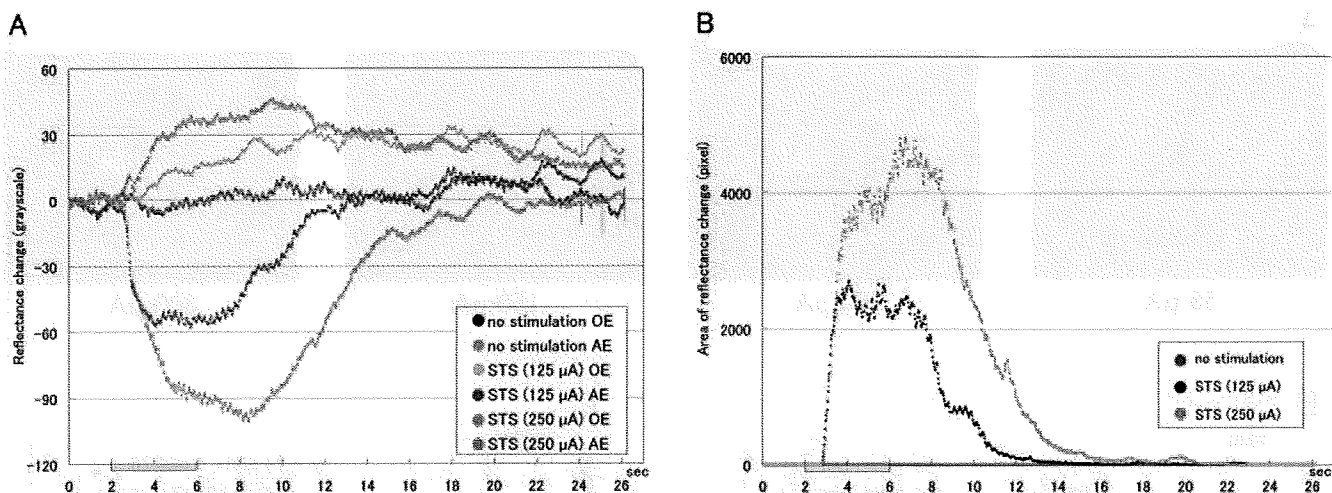 A
Reflectance change (grayscale)
60
30
0
-30
-60
-90
-120
0 2 4 6 8 10 12 14 16 18 20 22 24 26
sec
no stimulation OE
no stimulation AE
STS (125 μA) OE
STS (125 μA) AE
STS (250 μA) OE
STS (250 μA) AE
B
Area of reflectance change (pixel)
6000
4000
2000
0
0 2 4 6 8 10 12 14 16 18 20 22 24 26
sec
no stimulation
STS (125 μA)
STS (250 μA)